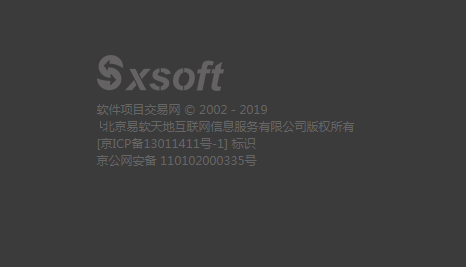 Sxsoft
软件项目交易网 © 2002 - 2019
└北京易软天地互联网信息服务有限公司版权所有
[京ICP备13011411号-1] 标识
京公网安备 110102000335号